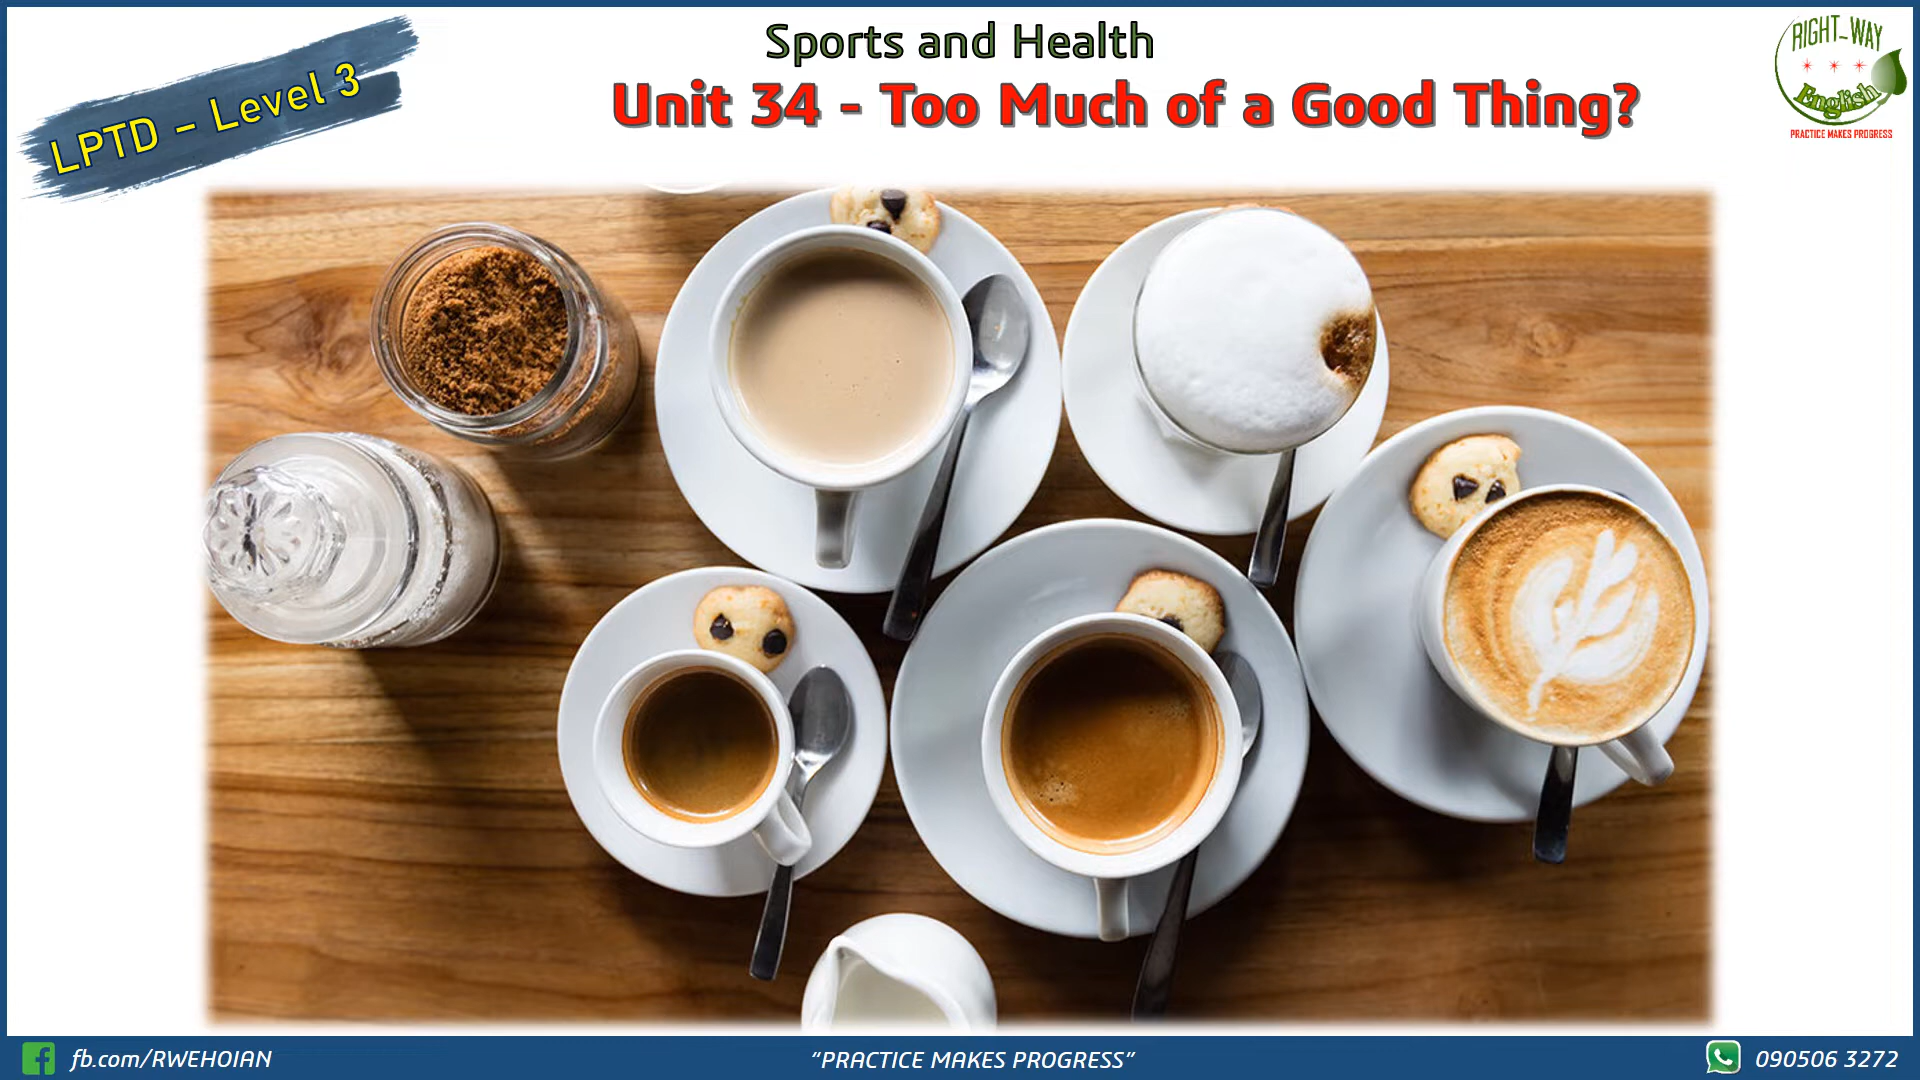 LPTD – Level 3
Sports and Health
Unit 34 - Too Much of a Good Thing?
RIGHT-WAY
English
PRACTICE MAKES PROGRESS
fb.com/RWEHOIAN
“PRACTICE MAKES PROGRESS”
090506 3272